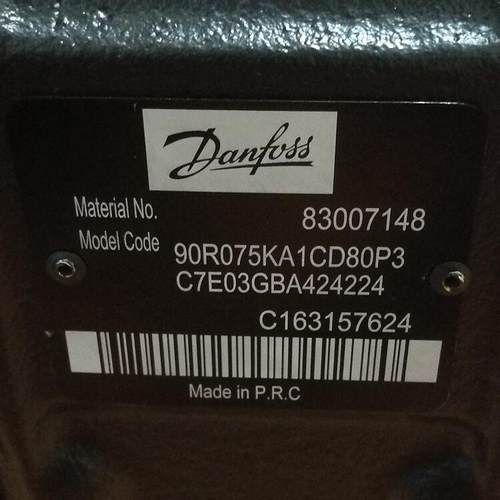 Danfoss
Material No. 83007148
Model Code 90R075KA1CD80P3
C7E03GBA424224
C163157624
Made in P.R.C